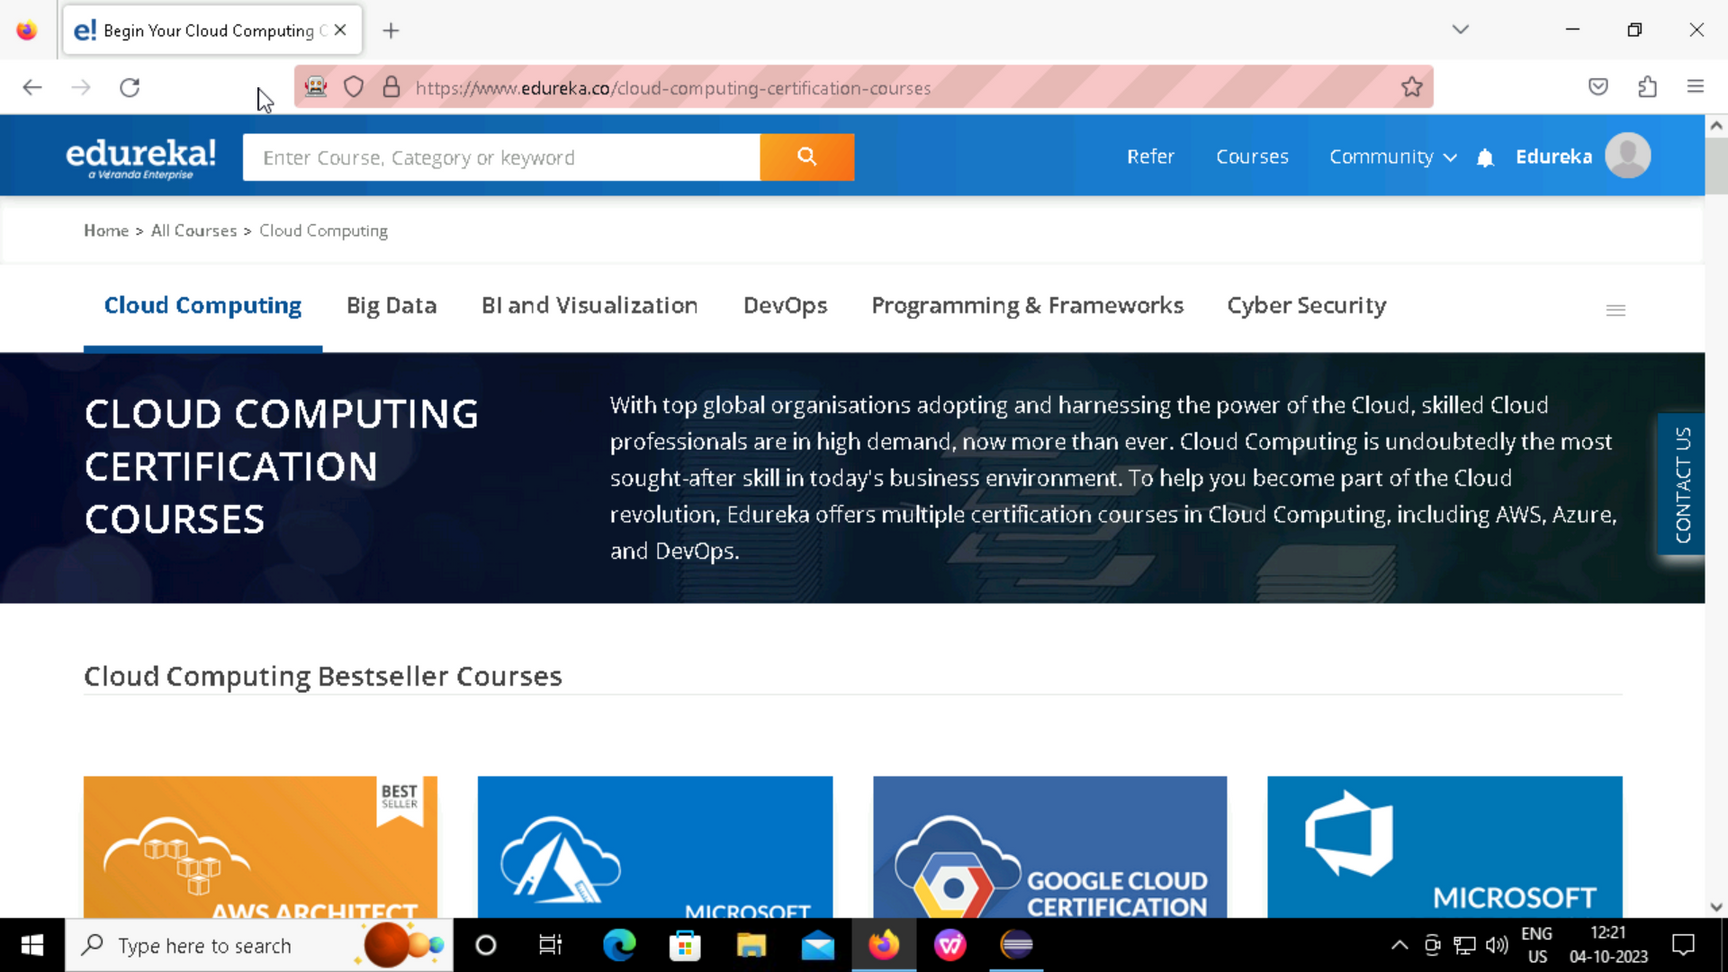 e! Begin Your Cloud Computing C
https://www.edureka.co/cloud-computing-certification-courses
edureka!
a Veranda Enterprise
Enter Course, Category or keyword
Refer
Courses
Community
Edureka
Home > All Courses > Cloud Computing
Cloud Computing
Big Data
BI and Visualization
DevOps
Programming & Frameworks
Cyber Security
CLOUD COMPUTING
CERTIFICATION
COURSES
With top global organisations adopting and harnessing the power of the Cloud, skilled Cloud
professionals are in high demand, now more than ever. Cloud Computing is undoubtedly the most
sought-after skill in today's business environment. To help you become part of the Cloud
revolution, Edureka offers multiple certification courses in Cloud Computing, including AWS, Azure,
and DevOps.
CONTACT US
Cloud Computing Bestseller Courses
BEST
SELLER
AWS ARCHITECT
MICROSOFT
GOOGLE CLOUD
CERTIFICATION
MICROSOFT
Type here to search
ENG
US
12:21
04-10-2023